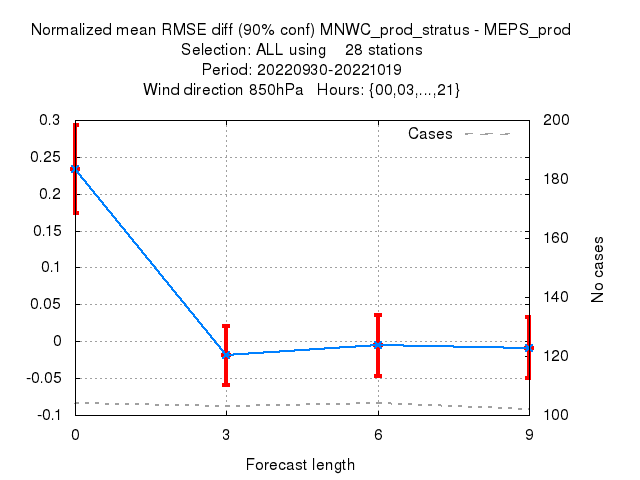 Normalized mean RMSE diff (90% conf) MNWC_prod_stratus - MEPS_prod
Selection: ALL using 28 stations
Period: 20220930-20221019
Wind direction 850hPa Hours: {00,03,...,21}
Cases
0.3
0.25
0.2
0.15
0.1
0.05
0
-0.05
-0.1
200
180
160
140
120
100
No cases
0 3 6 9
Forecast length